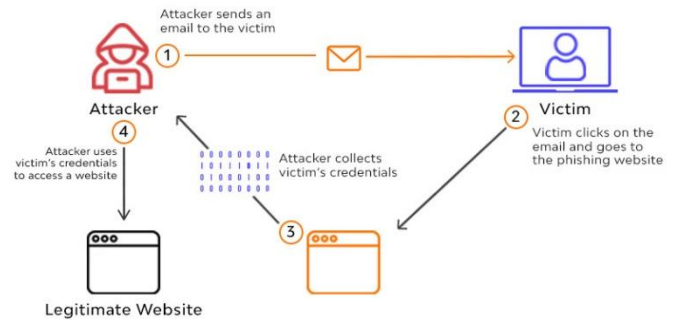 Attacker sends an
email to the victim
1
Attacker
Victim
4
2
Attacker uses
victim's credentials
to access a website
Victim clicks on the
email and goes to
the phishing website
Attacker collects
victim's credentials
3
Legitimate Website